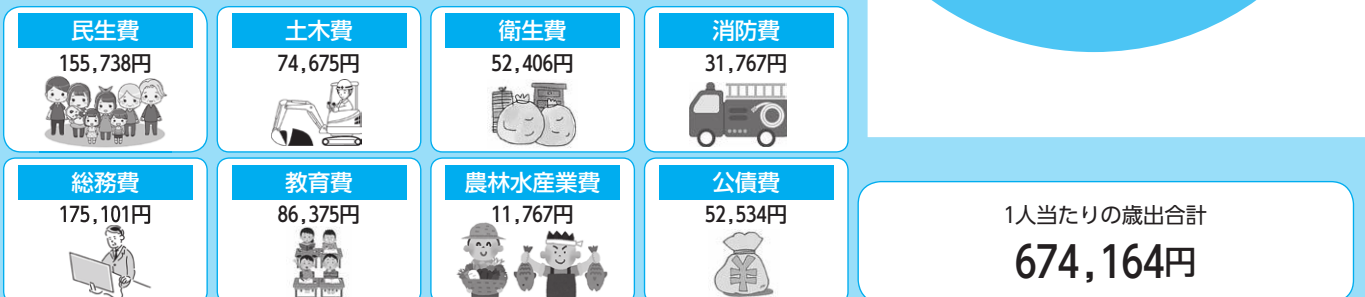 民生費
155,738円
土木費
74,675円
衛生費
52,406円
消防費
31,767円
総務費
175,101円
教育費
86,375円
農林水産業費
11,767円
公債費
52,534円
1人当たりの歳出合計
674,164円